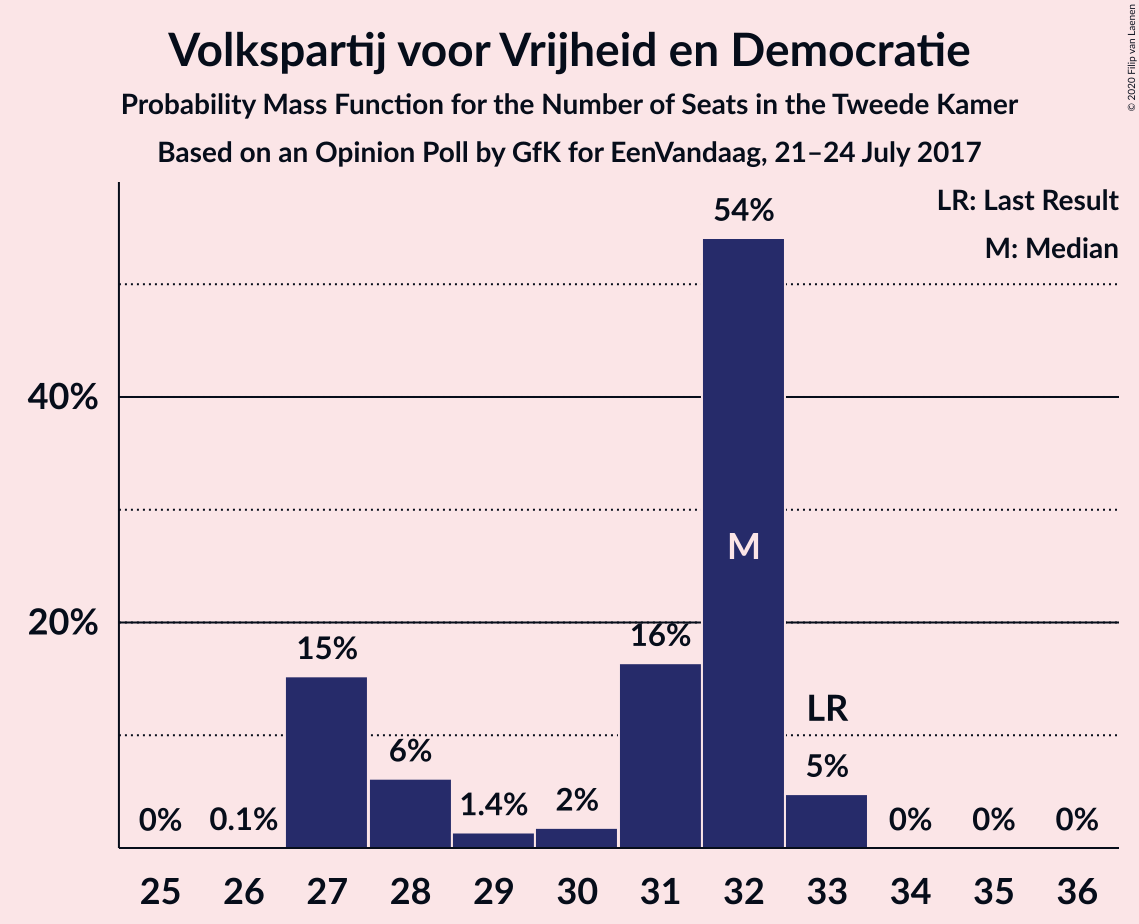 Volkspartij voor Vrijheid en Democratie
Probability Mass Function for the Number of Seats in the Tweede Kamer
Based on an Opinion Poll by GfK for EenVandaag, 21–24 July 2017
© 2020 Filip van Laenen
LR: Last Result
M: Median
40%
20%
0%
0.1%
15%
6%
1.4%
2%
16%
54%
M
LR
5%
0%
0%
0%
25 26 27 28 29 30 31 32 33 34 35 36